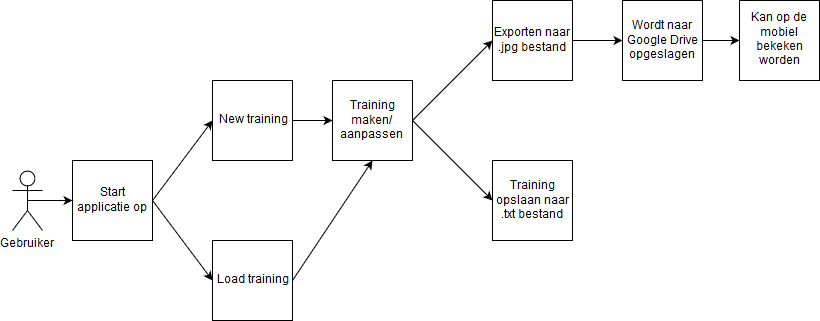 Gebruiker
Start
applicatie op
New training
Load training
Training
maken/
aanpassen
Exporten naar
.jpg bestand
Wordt naar
Google Drive
opgeslagen
Kan op de
mobiel
bekeken
worden
Training
opslaan naar
.txt bestand